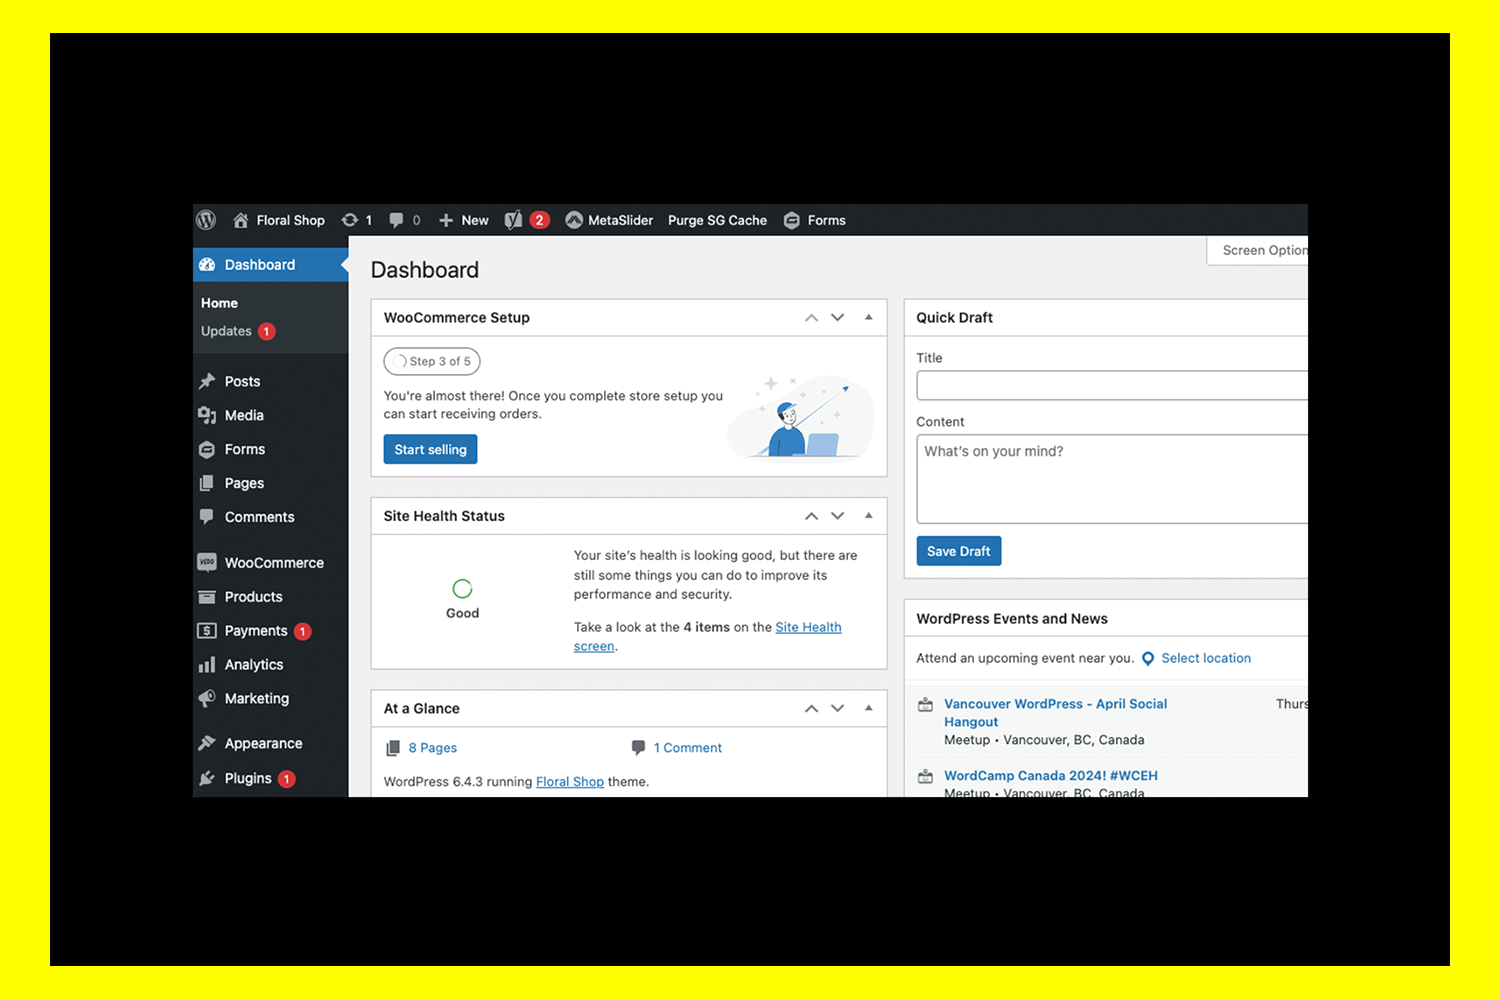 Floral Shop 1 0 New 2 MetaSlider Purge SG Cache Forms
Dashboard
Home
Updates 1
Posts
Media
Forms
Pages
Comments
WooCommerce
Products
Payments 1
Analytics
Marketing
Appearance
Plugins 1
Screen Option
Dashboard
WooCommerce Setup
Step 3 of 5
You're almost there! Once you complete store setup you
can start receiving orders.
Start selling
Site Health Status
Good
Your site's health is looking good, but there are
still some things you can do to improve its
performance and security.
Take a look at the 4 items on the Site Health
screen.
At a Glance
8 Pages
1 Comment
WordPress 6.4.3 running Floral Shop theme.
Quick Draft
Title
Content
What's on your mind?
Save Draft
WordPress Events and News
Attend an upcoming event near you. Select location
Vancouver WordPress - April Social
Hangout
Thurs
Meetup • Vancouver, BC, Canada
WordCamp Canada 2024! #WCEH
Meetup • Vancouver, BC, Canada